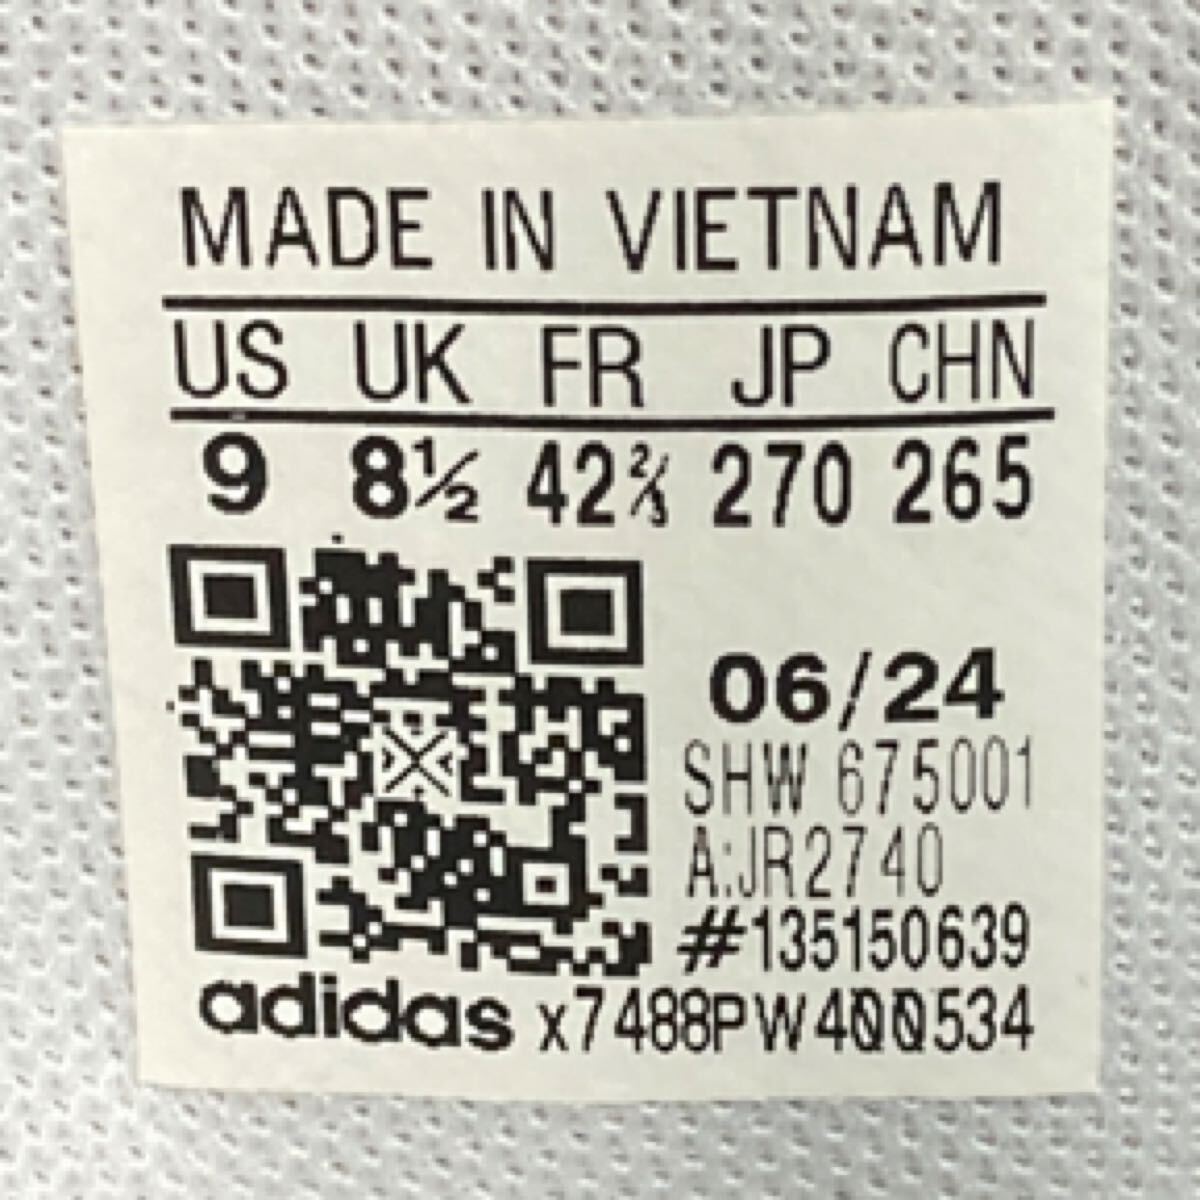 MADE IN VIETNAM
US UK FR JP CHN
9 8½ 42⅔ 270 265
06/24
SHW 675001
A:JR2740
#135150639
adidas x7488PW400534